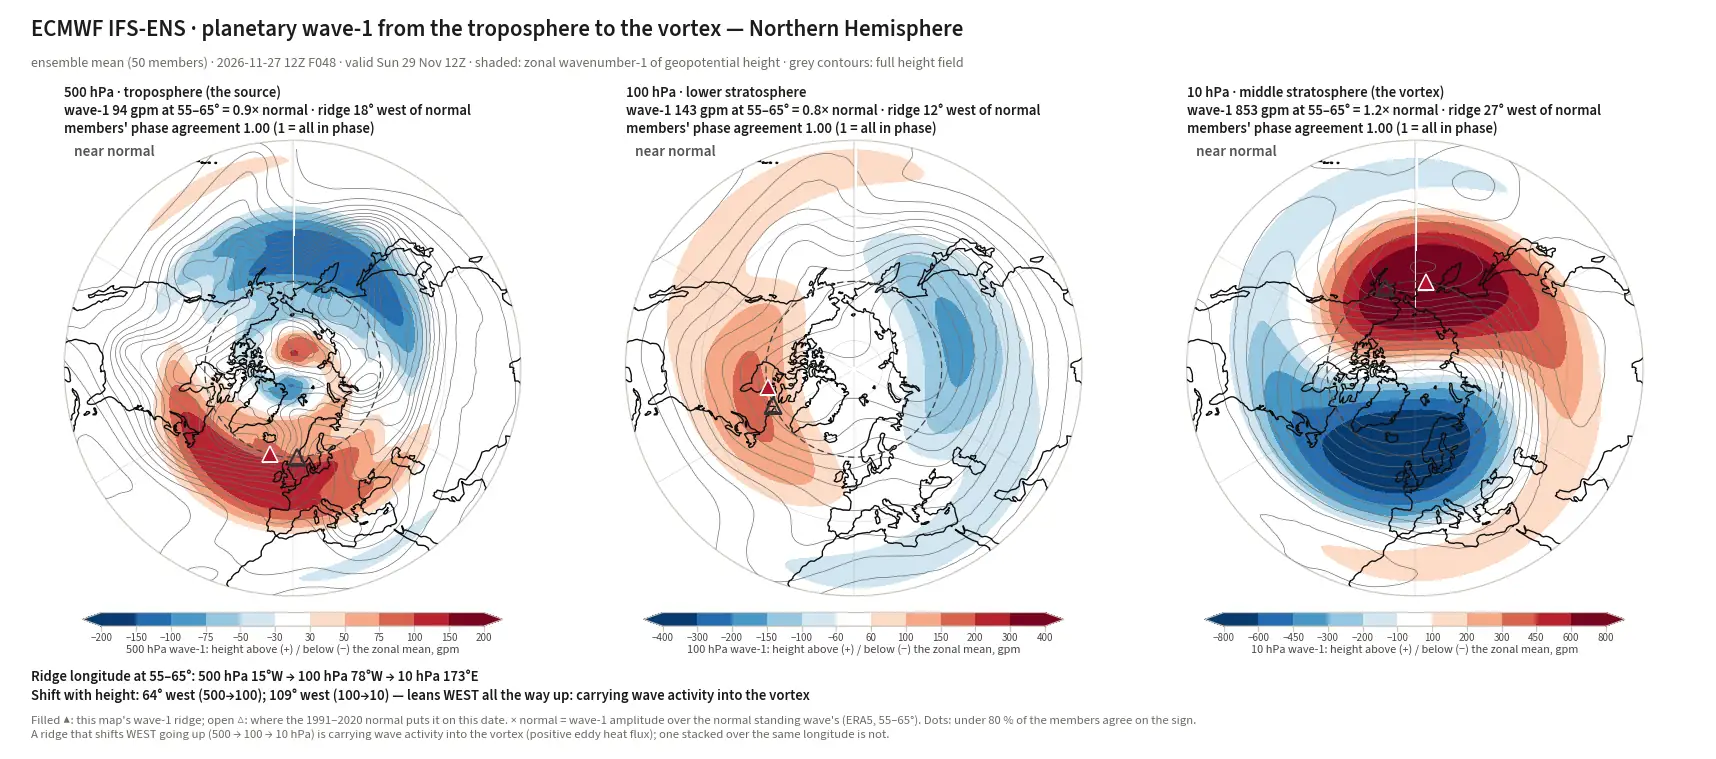 ECMWF IFS-ENS · planetary wave-1 from the troposphere to the vortex — Northern Hemisphere
ensemble mean (50 members) · 2026-11-27 12Z F048 · valid Sun 29 Nov 12Z · shaded: zonal wavenumber-1 of geopotential height · grey contours: full height field
500 hPa · troposphere (the source)
wave-1 94 gpm at 55–65° = 0.9× normal · ridge 18° west of normal
members' phase agreement 1.00 (1 = all in phase)
near normal
100 hPa · lower stratosphere
wave-1 143 gpm at 55–65° = 0.8× normal · ridge 12° west of normal
members' phase agreement 1.00 (1 = all in phase)
near normal
10 hPa · middle stratosphere (the vortex)
wave-1 853 gpm at 55–65° = 1.2× normal · ridge 27° west of normal
members' phase agreement 1.00 (1 = all in phase)
near normal
−200 −150 −100 −75 −50 −30 30 50 75 100 150 200
500 hPa wave-1: height above (+) / below (−) the zonal mean, gpm
−400 −300 −200 −150 −100 −60 60 100 150 200 300 400
100 hPa wave-1: height above (+) / below (−) the zonal mean, gpm
−800 −600 −450 −300 −200 −100 100 200 300 450 600 800
10 hPa wave-1: height above (+) / below (−) the zonal mean, gpm
Ridge longitude at 55–65°: 500 hPa 15°W → 100 hPa 78°W → 10 hPa 173°E
Shift with height: 64° west (500→100); 109° west (100→10) — leans WEST all the way up: carrying wave activity into the vortex
Filled ▲: this map's wave-1 ridge; open △: where the 1991–2020 normal puts it on this date. × normal = wave-1 amplitude over the normal standing wave's (ERA5, 55–65°). Dots: under 80 % of the members agree on the sign.
A ridge that shifts WEST going up (500 → 100 → 10 hPa) is carrying wave activity into the vortex (positive eddy heat flux); one stacked over the same longitude is not.